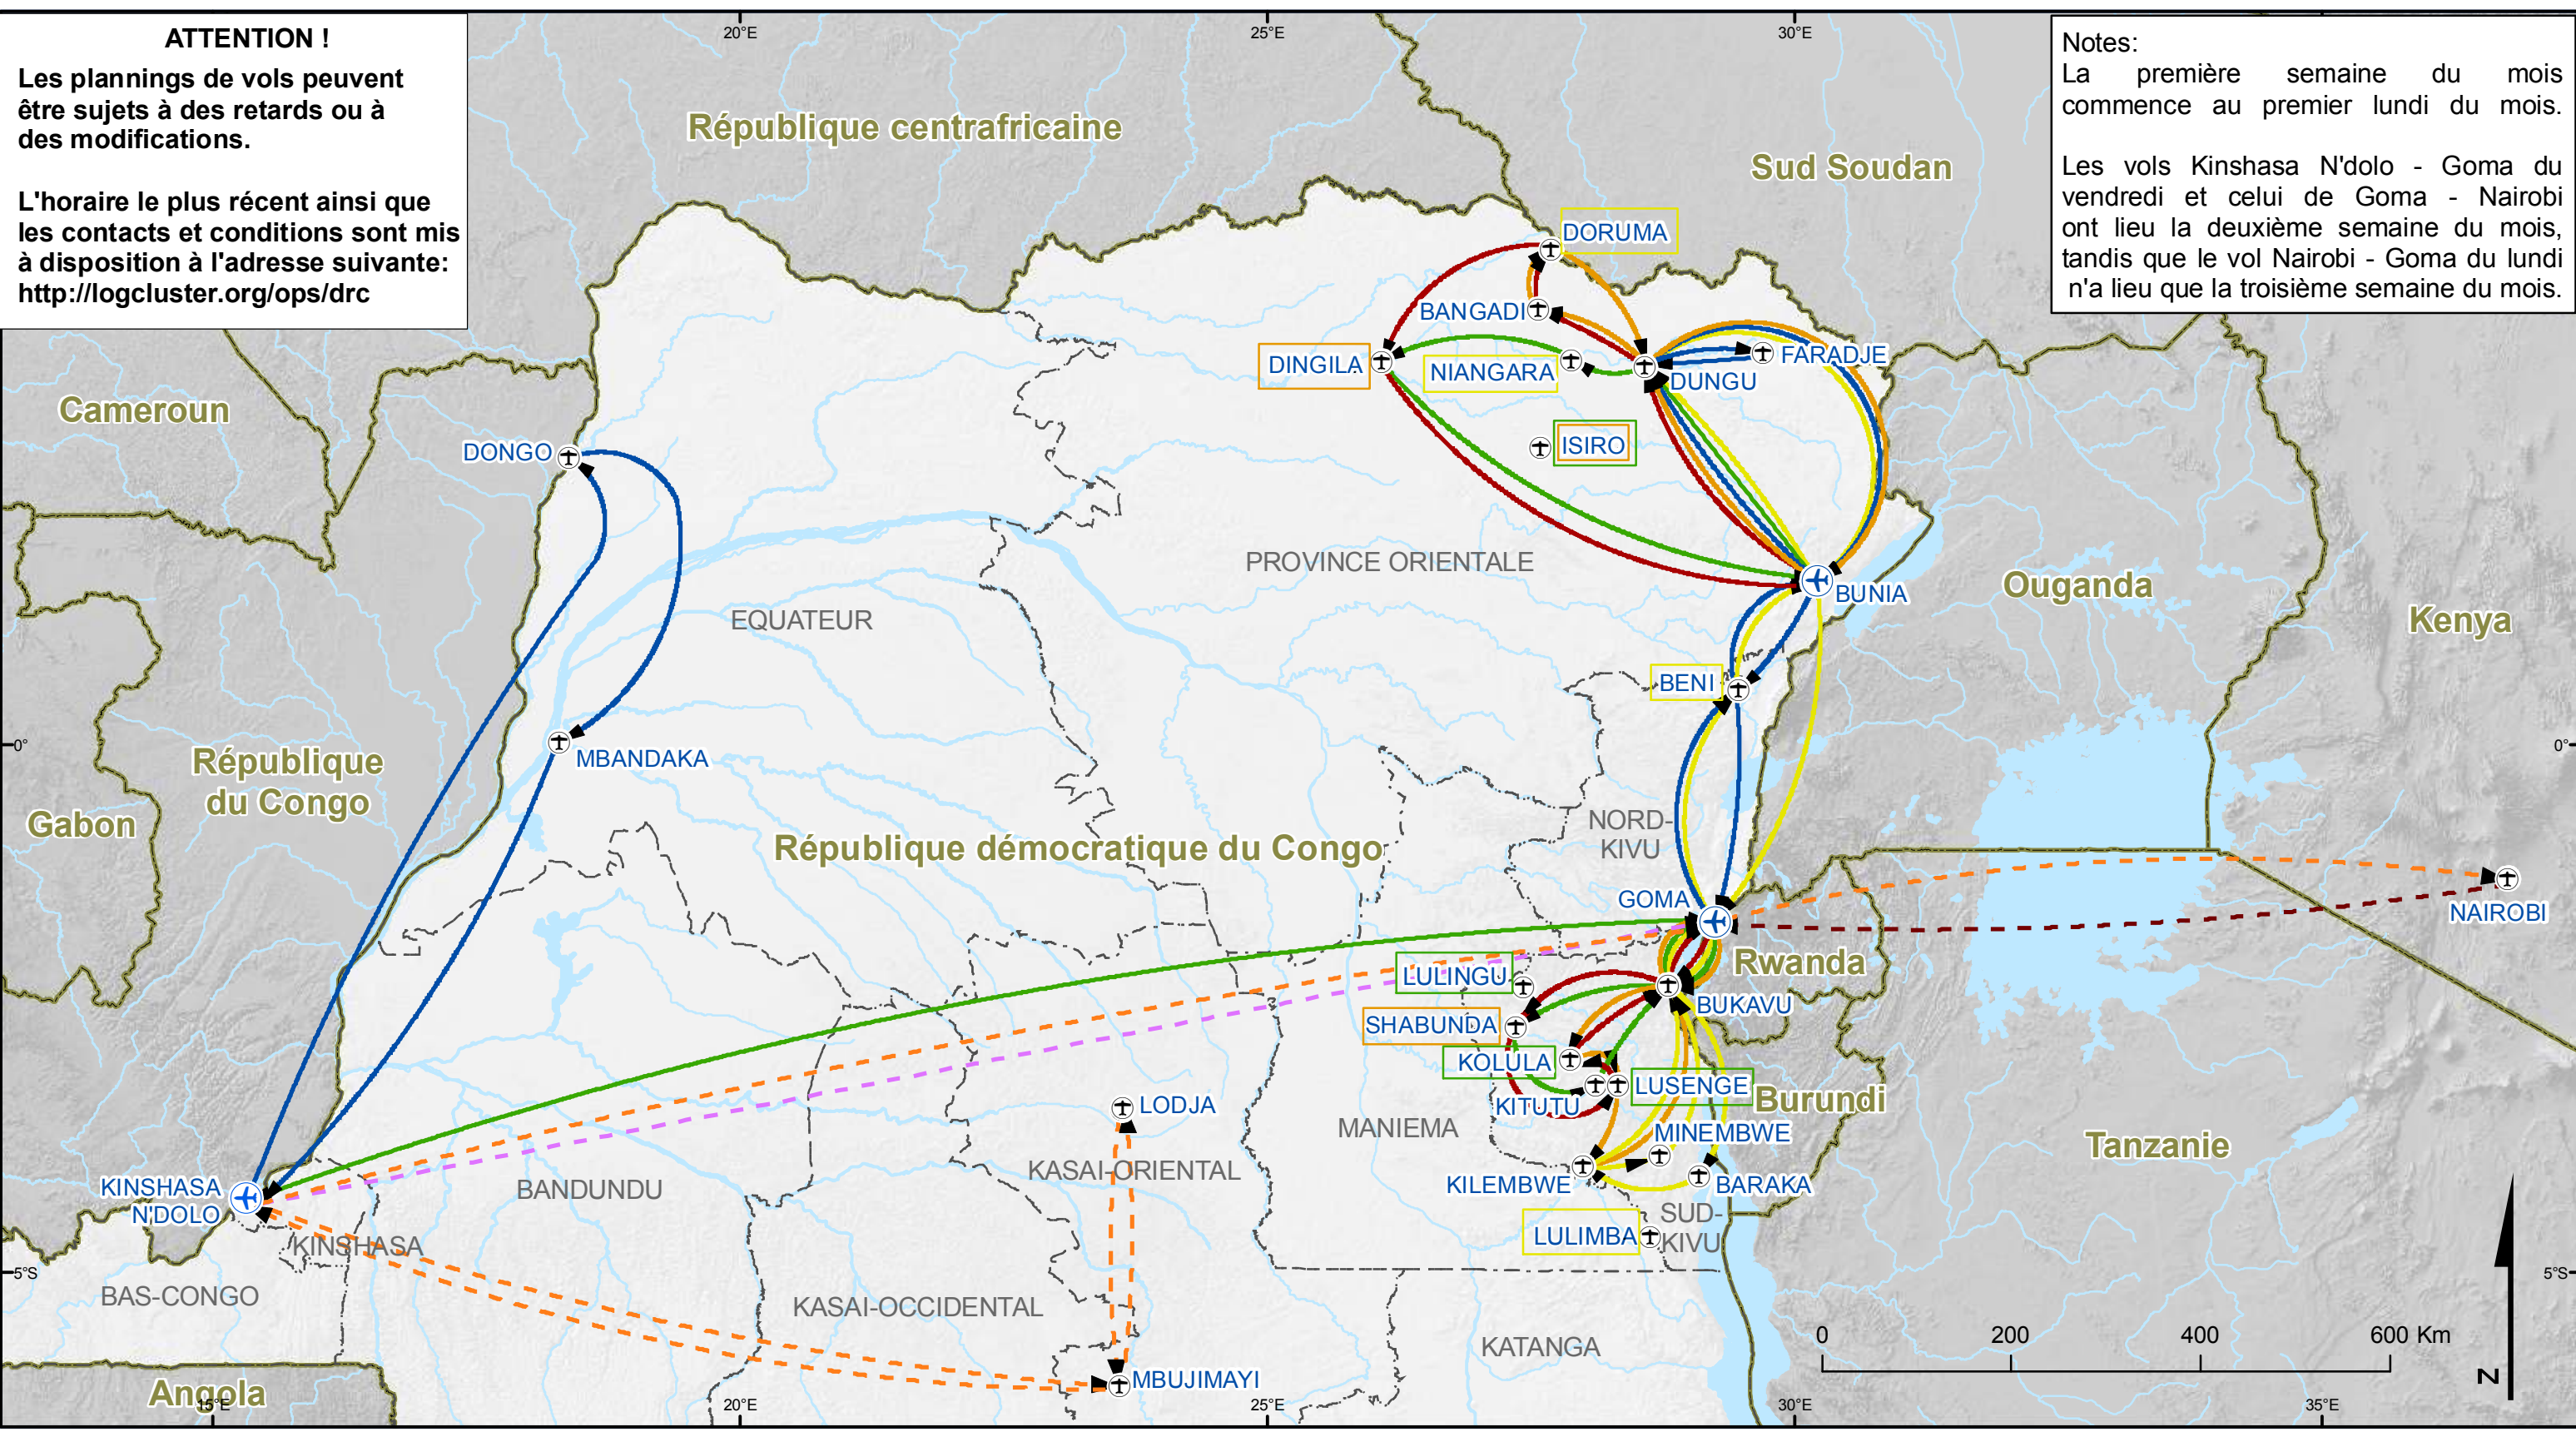 ATTENTION !
Les plannings de vols peuvent
être sujets à des retards ou à
des modifications.
L'horaire le plus récent ainsi que
les contacts et conditions sont mis
à disposition à l'adresse suivante:
http://logcluster.org/ops/drc
20°E
25°E
30°E
Notes:
La première semaine du mois
commence au premier lundi du mois.
Les vols Kinshasa N'dolo - Goma du
vendredi et celui de Goma - Nairobi
ont lieu la deuxième semaine du mois,
tandis que le vol Nairobi - Goma du lundi
n'a lieu que la troisième semaine du mois.
République centrafricaine
Sud Soudan
DORUMA
BANGADI
DINGILA
NIANGARA
FARADJE
DUNGU
Cameroun
DONGO
ISIRO
PROVINCE ORIENTALE
BUNIA
Ouganda
Kenya
EQUATEUR
BENI
0°
0°
MBANDAKA
République
du Congo
Gabon
République démocratique du Congo
NORD-
KIVU
GOMA
NAIROBI
Rwanda
LULINGU
BUKAVU
SHABUNDA
KOLULA
LUSENGE
KITUTU
Burundi
LODJA
MANIEMA
MINEMBWE
Tanzanie
KASAI-ORIENTAL
KINSHASA
N'DOLO
BANDUNDU
KILEMBWE
BARAKA
SUD-
KIVU
LULIMBA
KINSHASA
5°S
5°S
BAS-CONGO
KASAI-OCCIDENTAL
KATANGA
0 200 400 600 Km
N
MBUJIMAYI
Angola
15°E
20°E
25°E
30°E
35°E